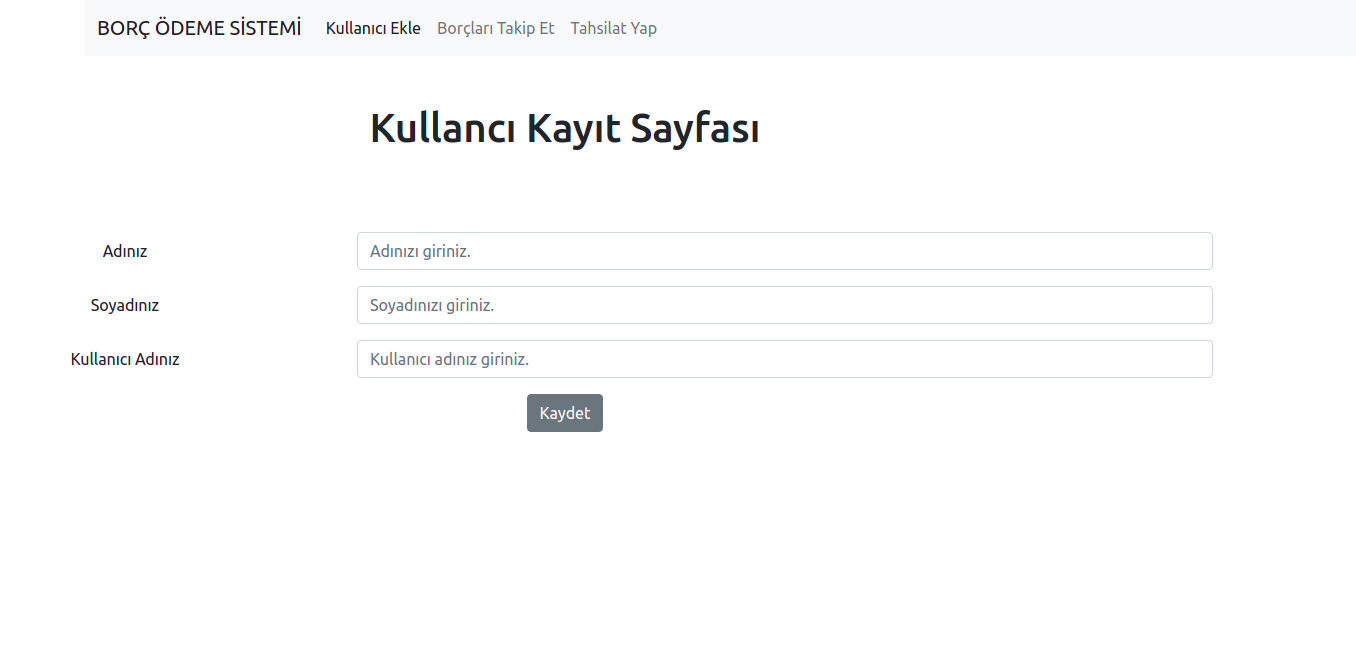 BORÇ ÖDEME SİSTEMİ Kullanıcı Ekle Borçları Takip Et Tahsilat Yap
Kullancı Kayıt Sayfası
Adınız Adınızı giriniz.
Soyadınız Soyadınızı giriniz.
Kullanıcı Adınız Kullanıcı adınız giriniz.
Kaydet